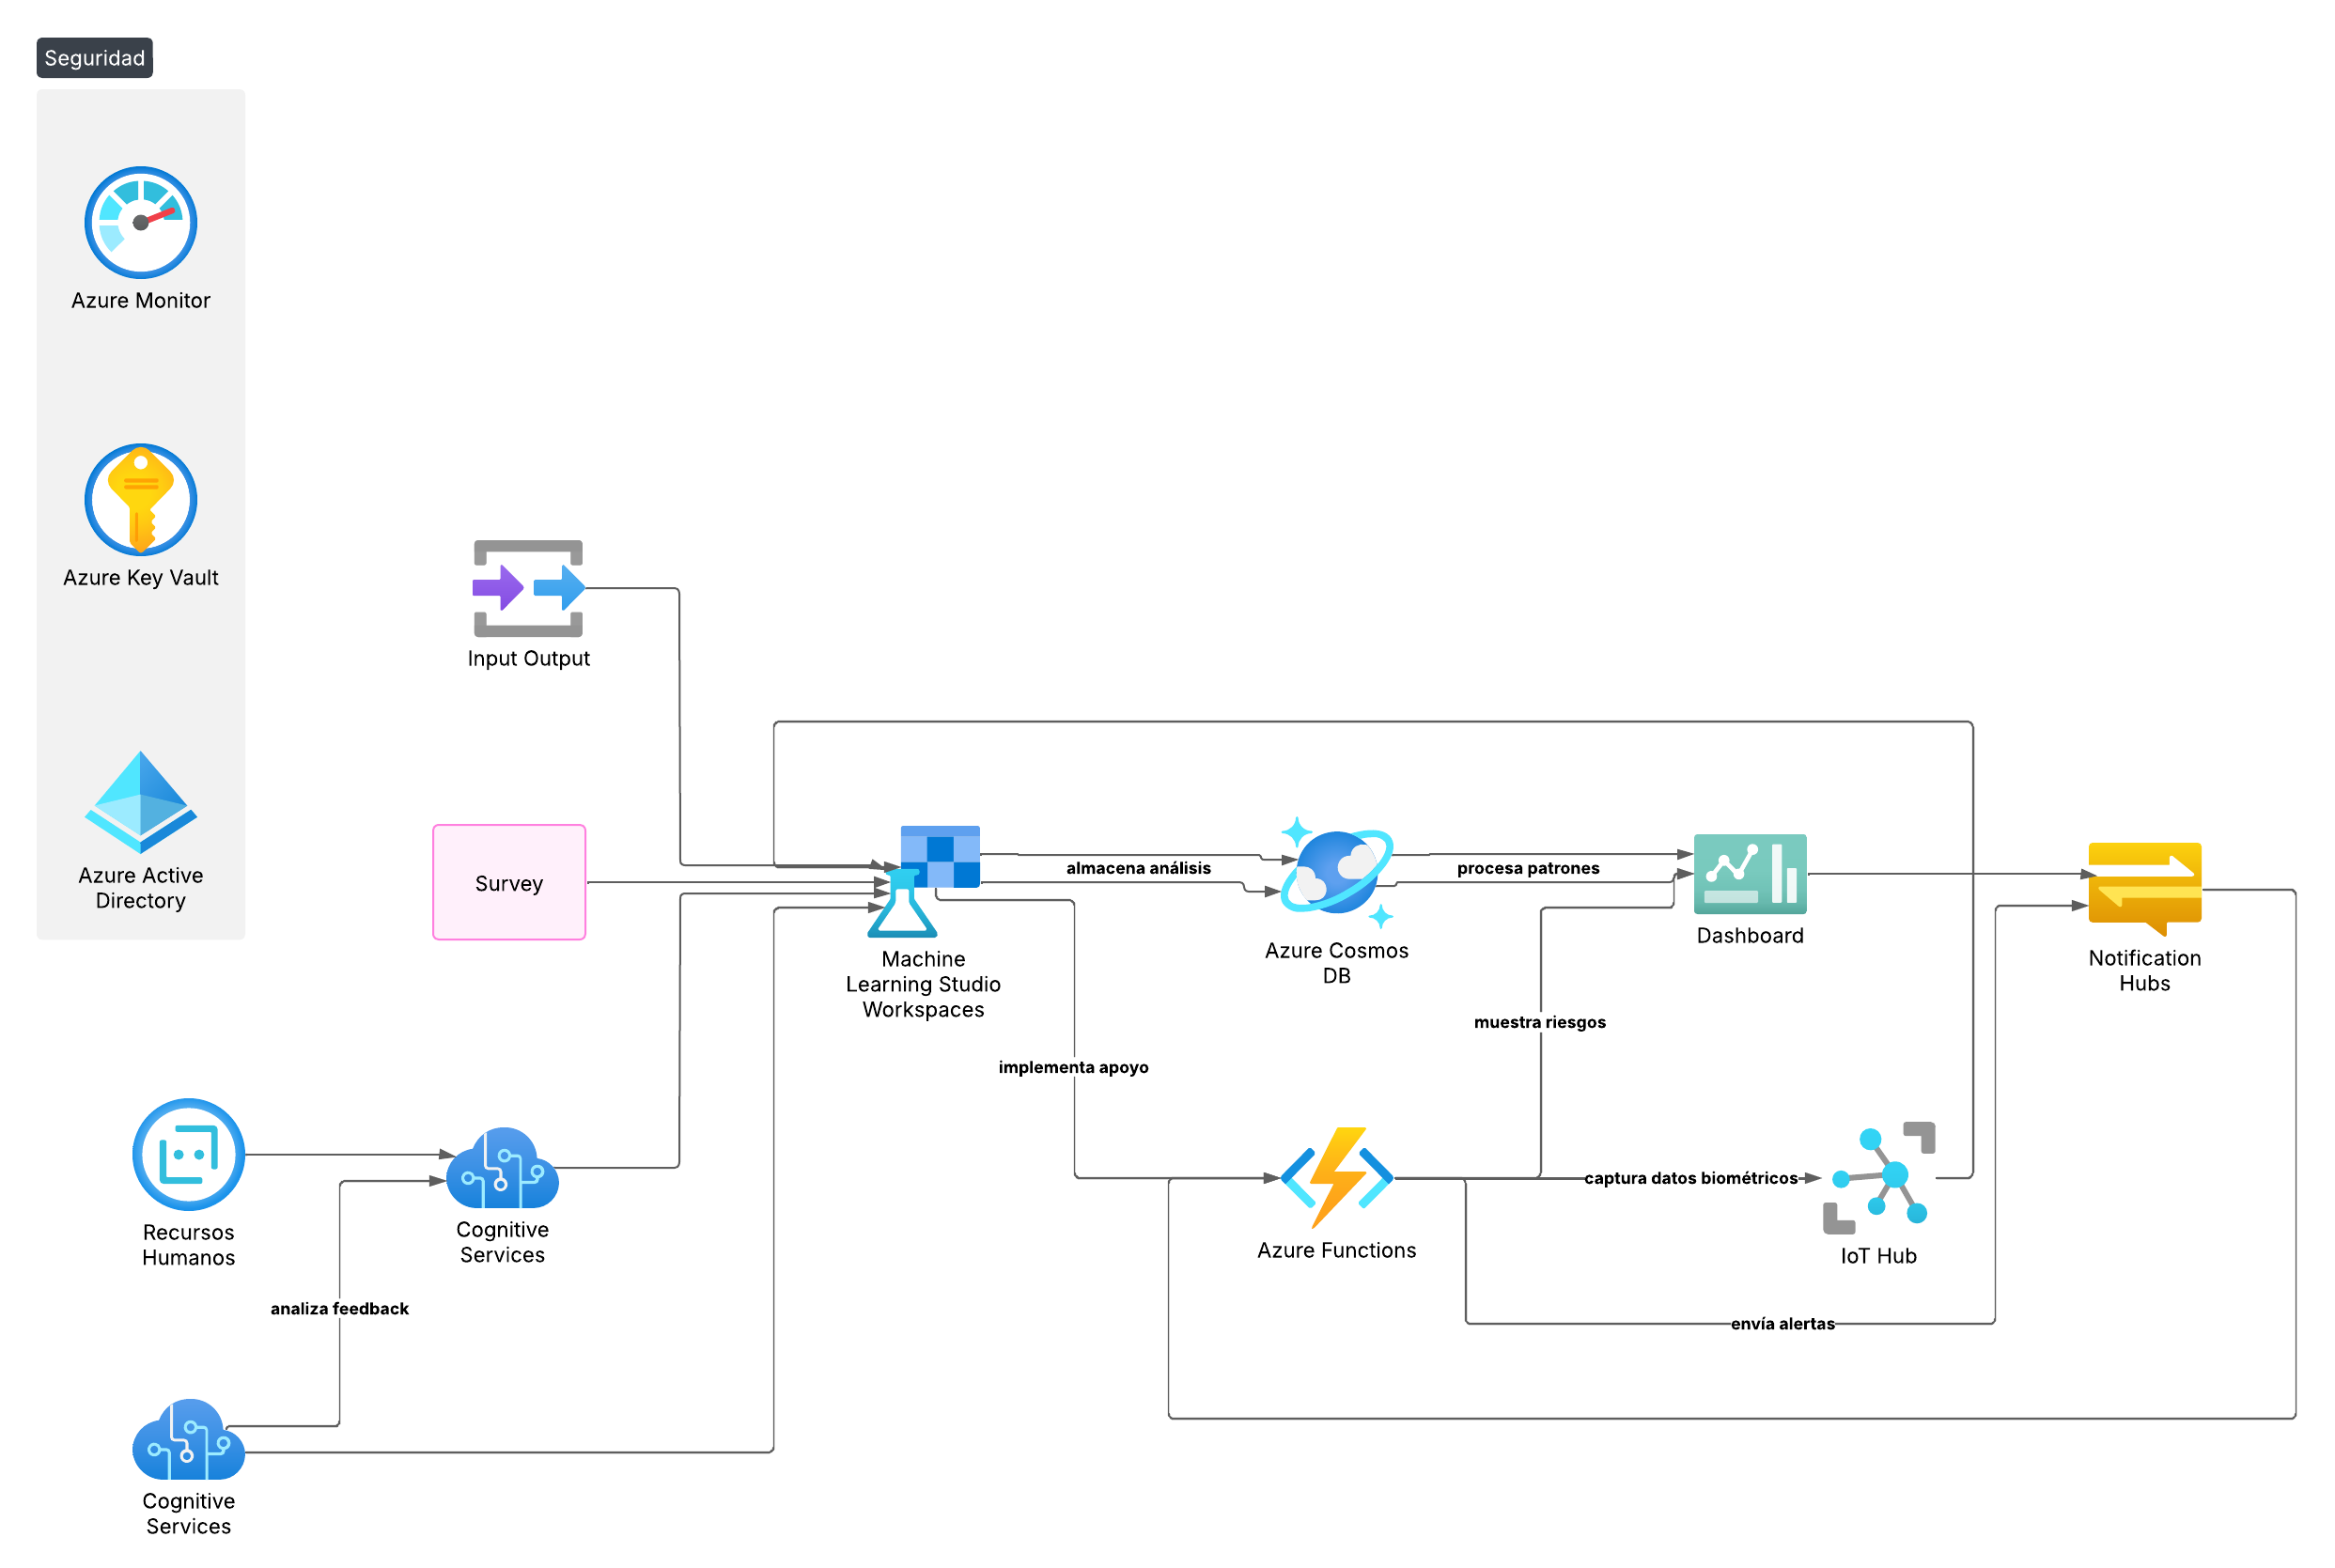 Seguridad
Azure Monitor
Azure Key Vault
Azure Active
Directory
Input Output
Survey
Machine
Learning Studio
Workspaces
almacena análisis
Azure Cosmos
DB
procesa patrones
Dashboard
Notification
Hubs
muestra riesgos
implementa apoyo
Recursos
Humanos
Cognitive
Services
Azure Functions
captura datos biométricos
IoT Hub
analiza feedback
envía alertas
Cognitive
Services